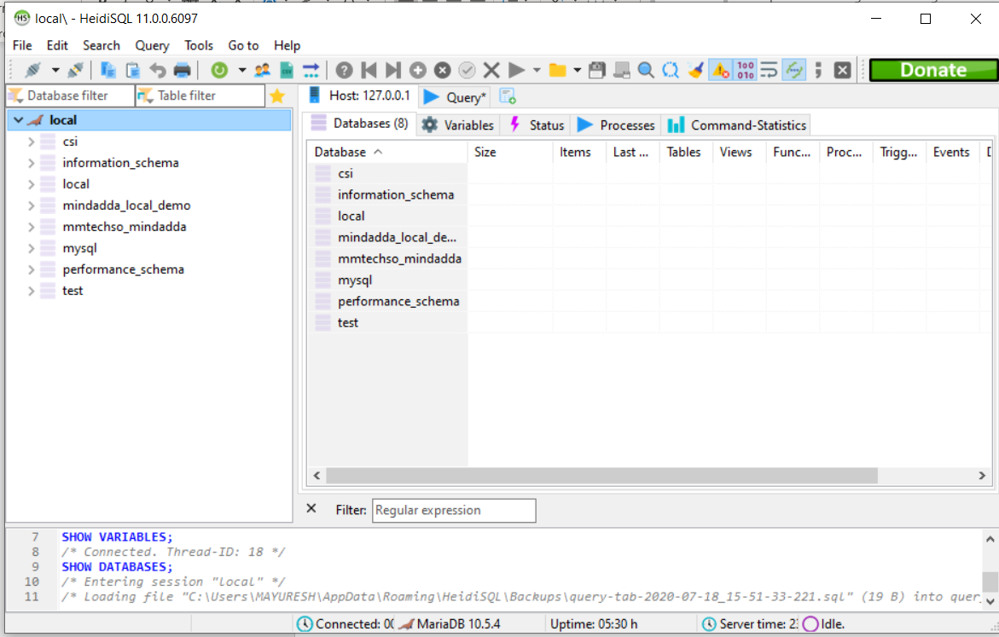 local\ - HeidiSQL 11.0.0.6097
File Edit Search Query Tools Go to Help
Donate
Database filter Table filter
Host: 127.0.0.1 Query*
local
csi
information_schema
local
mindadda_local_demo
mmtechso_mindadda
mysql
performance_schema
test
Databases (8) Variables Status Processes Command-Statistics
Database Size Items Last ... Tables Views Func... Proc... Trigg... Events
csi
information_schema
local
mindadda_local_de...
mmtechso_mindadda
mysql
performance_schema
test
Filter: Regular expression
7 SHOW VARIABLES;
8 /* Connected. Thread-ID: 18 */
9 SHOW DATABASES;
10 /* Entering session "local" */
11 /* Loading file "C:\Users\MAYURESH\AppData\Roaming\HeidiSQL\Backups\query-tab-2020-07-18_15-51-33-221.sql" (19 B) into quer
Connected: 00 MariaDB 10.5.4 Uptime: 05:30 h Server time: 23 Idle.